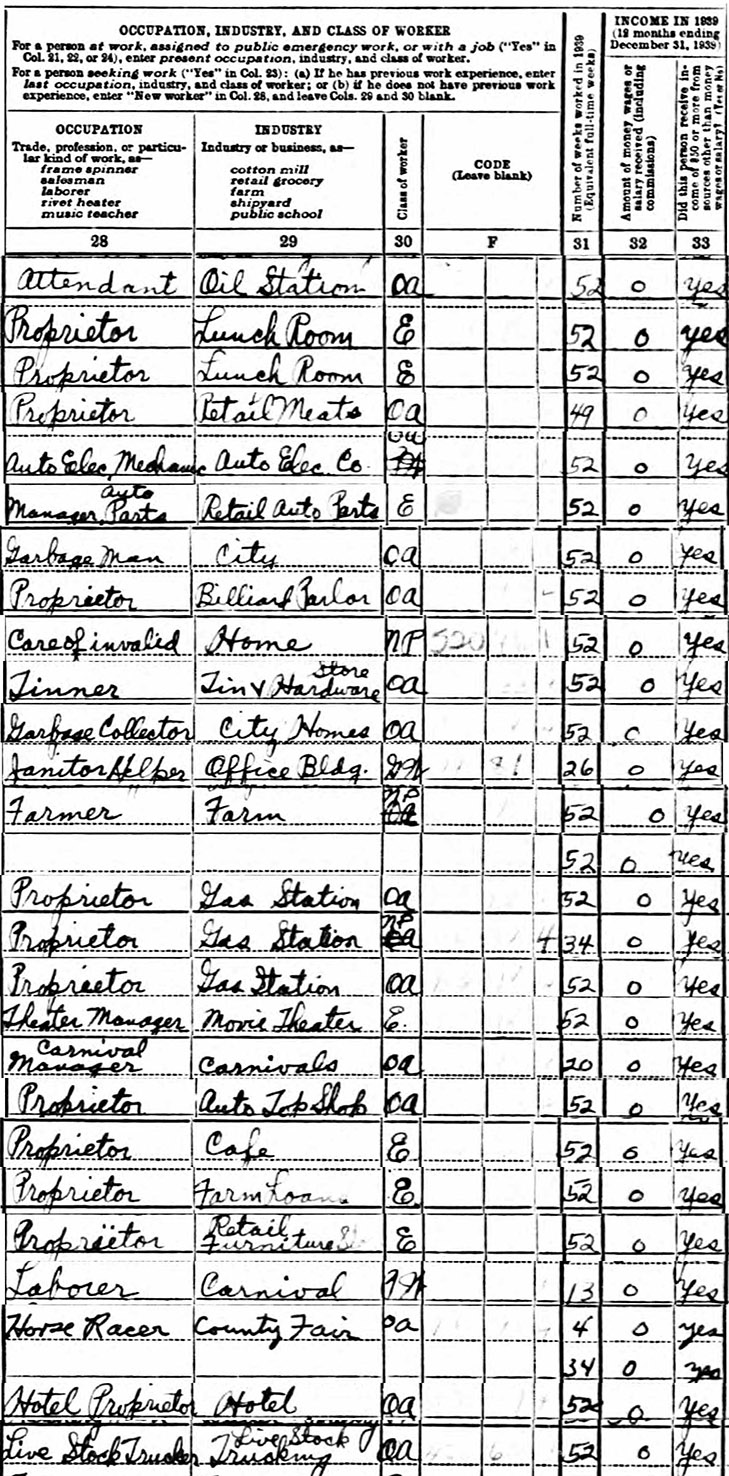 OCCUPATION, INDUSTRY, AND CLASS OF WORKER
For a person at work, assigned to public emergency work, or with a job ("Yes" in
Col. 21, 22, or 24), enter present occupation, industry, and class of worker.
For a person seeking work ("Yes" in Col. 23): (a) If he has previous work experience, enter
last occupation, industry, and class of worker; or (b) if he does not have previous work
experience, enter "New worker" in Col. 28, and leave Cols. 29 and 30 blank.
OCCUPATION
Trade, profession, or particu-
lar kind of work, as—
frame spinner
salesman
laborer
rivet heater
music teacher
INDUSTRY
Industry or business, as—
cotton mill
retail grocery
farm
shipyard
public school
Class of worker
CODE
(Leave blank)
Number of weeks worked in 1939
(Equivalent full-time weeks)
INCOME IN 1939
(12 months ending
December 31, 1939)
Amount of money wages or
salary received (including
commissions)
Did this person receive in-
come of $50 or more from
sources other than money
wages or salary? (Yes or No)
28 29 30 F 31 32 33
Attendant Oil Station Oa 52 0 yes
Proprietor Lunch Room E 52 0 yes
Proprietor Lunch Room E 52 0 yes
Proprietor Retail Meats Oa 49 0 yes
Auto Elec Mechanic Auto Elec Co. Oa 52 0 yes
Manager Auto Parts Retail Auto Parts E 52 0 yes
Garbage Man City Oa 52 0 yes
Proprietor Billiard Parlor Oa 52 0 yes
Care of invalid Home NP 520 1 52 0 yes
Tinner Tin & Hardware Store Oa 52 0 yes
Garbage Collector City Homes Oa 52 0 yes
Janitor Helper Office Bldg. 81 26 0 yes
Farmer Farm NP 52 0 yes
52 0 yes
Proprietor Gas Station Oa 52 0 yes
Proprietor Gas Station NP 4 34 0 yes
Proprietor Gas Station Oa 52 0 yes
Theater Manager Movie Theater E 52 0 yes
Carnival Manager Carnivals Oa 20 0 yes
Proprietor Auto Top Shop Oa 52 0 yes
Proprietor Cafe E 52 0 yes
Proprietor Farm Loans E 52 0 yes
Proprietor Retail Furniture E 52 0 yes
Laborer Carnival 13 0 yes
Horse Racer County Fair Oa 4 0 yes
34 0 yes
Hotel Proprietor Hotel Oa 52 0 yes
Live Stock Trucker Live Stock Trucking Oa 6 52 0 yes